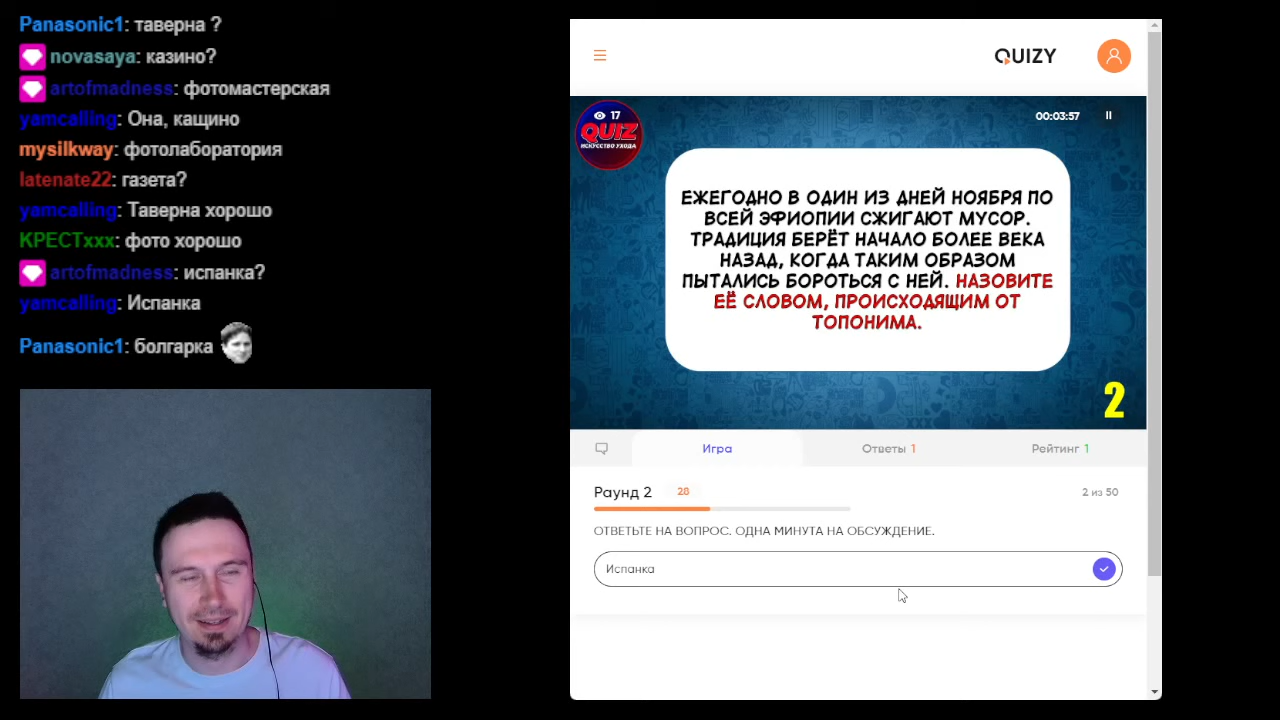 Panasonic1: таверна ?
novasaya: казино?
artofmadness: фотомастерская
yamcalling: Она, кащино
mysilkway: фотолаборатория
latenate22: газета?
yamcalling: Таверна хорошо
КРЕСТxxx: фото хорошо
artofmadness: испанка?
yamcalling: Испанка
Panasonic1: болгарка
QUIZY
17
QUIZ
ИСКУССТВО УХОДА
00:03:57
ЕЖЕГОДНО В ОДИН ИЗ ДНЕЙ НОЯБРЯ ПО
ВСЕЙ ЭФИОПИИ СЖИГАЮТ МУСОР.
ТРАДИЦИЯ БЕРЁТ НАЧАЛО БОЛЕЕ ВЕКА
НАЗАД, КОГДА ТАКИМ ОБРАЗОМ
ПЫТАЛИСЬ БОРОТЬСЯ С НЕЙ. НАЗОВИТЕ
ЕЁ СЛОВОМ, ПРОИСХОДЯЩИМ ОТ
ТОПОНИМА.
2
Игра
Ответы 1
Рейтинг 1
Раунд 2
28
2 из 50
ОТВЕТЬТЕ НА ВОПРОС. ОДНА МИНУТА НА ОБСУЖДЕНИЕ.
Испанка